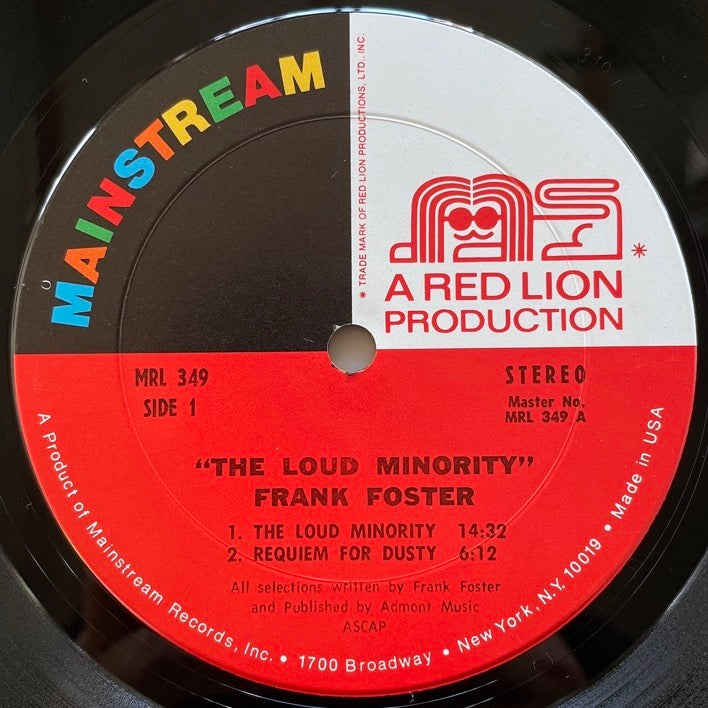 MAINSTREAM
* TRADE MARK OF RED LION PRODUCTIONS, LTD., INC.
*
A RED LION
PRODUCTION
MRL 349
SIDE 1
STEREO
Master No.
MRL 349 A
“THE LOUD MINORITY”
FRANK FOSTER
1. THE LOUD MINORITY 14:32
2. REQUIEM FOR DUSTY 6:12
All selections written by Frank Foster
and Published by Admont Music
ASCAP
A Product of Mainstream Records, Inc. • 1700 Broadway • New York, N.Y. 10019 • Made in USA